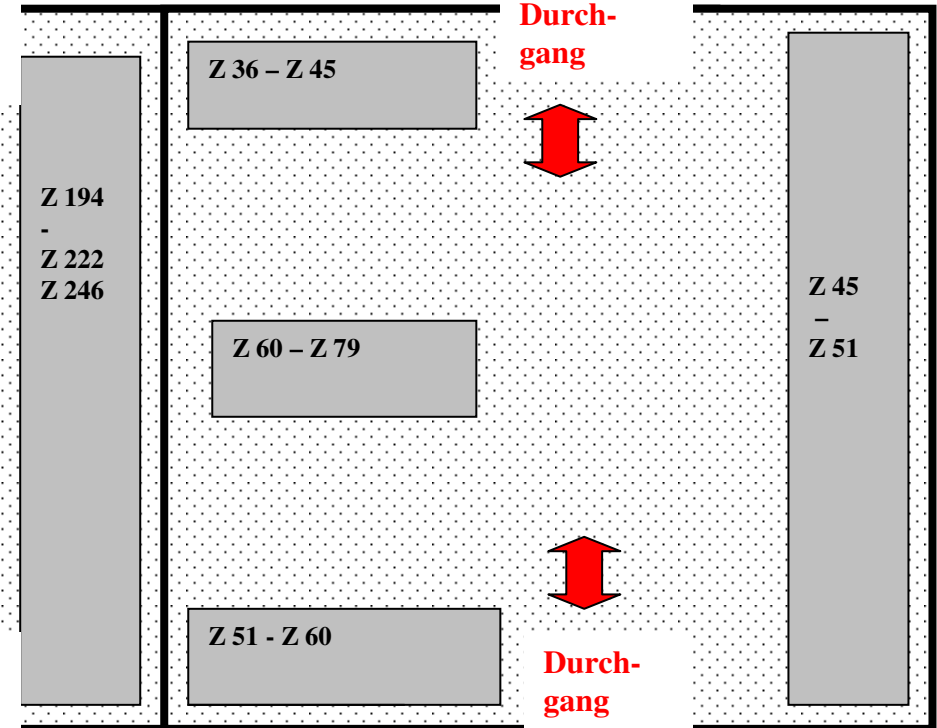 Durch-
gang
Z 36 – Z 45
Z 194
-
Z 222
Z 246
Z 45
–
Z 51
Z 60 – Z 79
Z 51 - Z 60
Durch-
gang